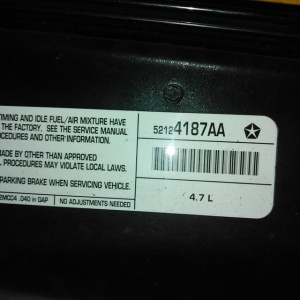 TIMING AND IDLE FUEL/AIR MIXTURE HAVE
THE FACTORY. SEE THE SERVICE MANUAL
PROCEDURES AND OTHER INFORMATION.
MADE BY OTHER THAN APPROVED
PROCEDURES MAY VIOLATE LOCAL LAWS.
PARKING BRAKE WHEN SERVICING VEHICLE.
.040 in GAP
NO ADJUSTMENTS NEEDED
52124187AA
4.7 L